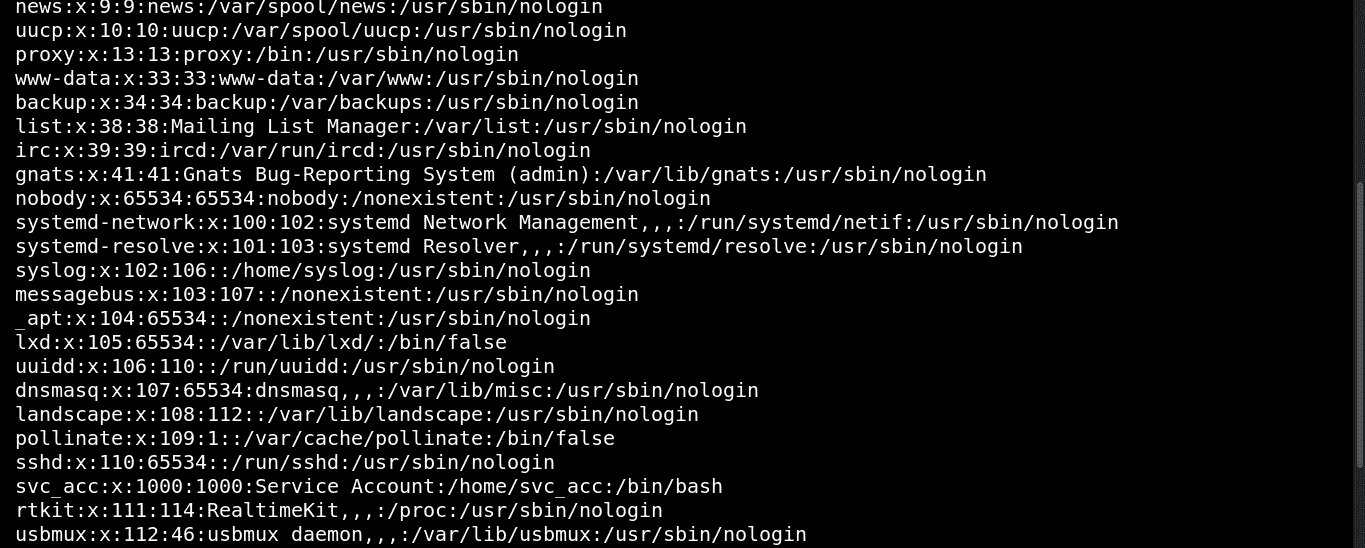 news:x:9:9:news:/var/spool/news:/usr/sbin/nologin
uucp:x:10:10:uucp:/var/spool/uucp:/usr/sbin/nologin
proxy:x:13:13:proxy:/bin:/usr/sbin/nologin
www-data:x:33:33:www-data:/var/www:/usr/sbin/nologin
backup:x:34:34:backup:/var/backups:/usr/sbin/nologin
list:x:38:38:Mailing List Manager:/var/list:/usr/sbin/nologin
irc:x:39:39:ircd:/var/run/ircd:/usr/sbin/nologin
gnats:x:41:41:Gnats Bug-Reporting System (admin):/var/lib/gnats:/usr/sbin/nologin
nobody:x:65534:65534:nobody:/nonexistent:/usr/sbin/nologin
systemd-network:x:100:102:systemd Network Management,,,:/run/systemd/netif:/usr/sbin/nologin
systemd-resolve:x:101:103:systemd Resolver,,,:/run/systemd/resolve:/usr/sbin/nologin
syslog:x:102:106::/home/syslog:/usr/sbin/nologin
messagebus:x:103:107::/nonexistent:/usr/sbin/nologin
_apt:x:104:65534::/nonexistent:/usr/sbin/nologin
lxd:x:105:65534::/var/lib/lxd/:/bin/false
uuidd:x:106:110::/run/uuidd:/usr/sbin/nologin
dnsmasq:x:107:65534:dnsmasq,,,:/var/lib/misc:/usr/sbin/nologin
landscape:x:108:112::/var/lib/landscape:/usr/sbin/nologin
pollinate:x:109:1::/var/cache/pollinate:/bin/false
sshd:x:110:65534::/run/sshd:/usr/sbin/nologin
svc_acc:x:1000:1000:Service Account:/home/svc_acc:/bin/bash
rtkit:x:111:114:RealtimeKit,,,:/proc:/usr/sbin/nologin
usbmux:x:112:46:usbmux daemon,,,:/var/lib/usbmux:/usr/sbin/nologin